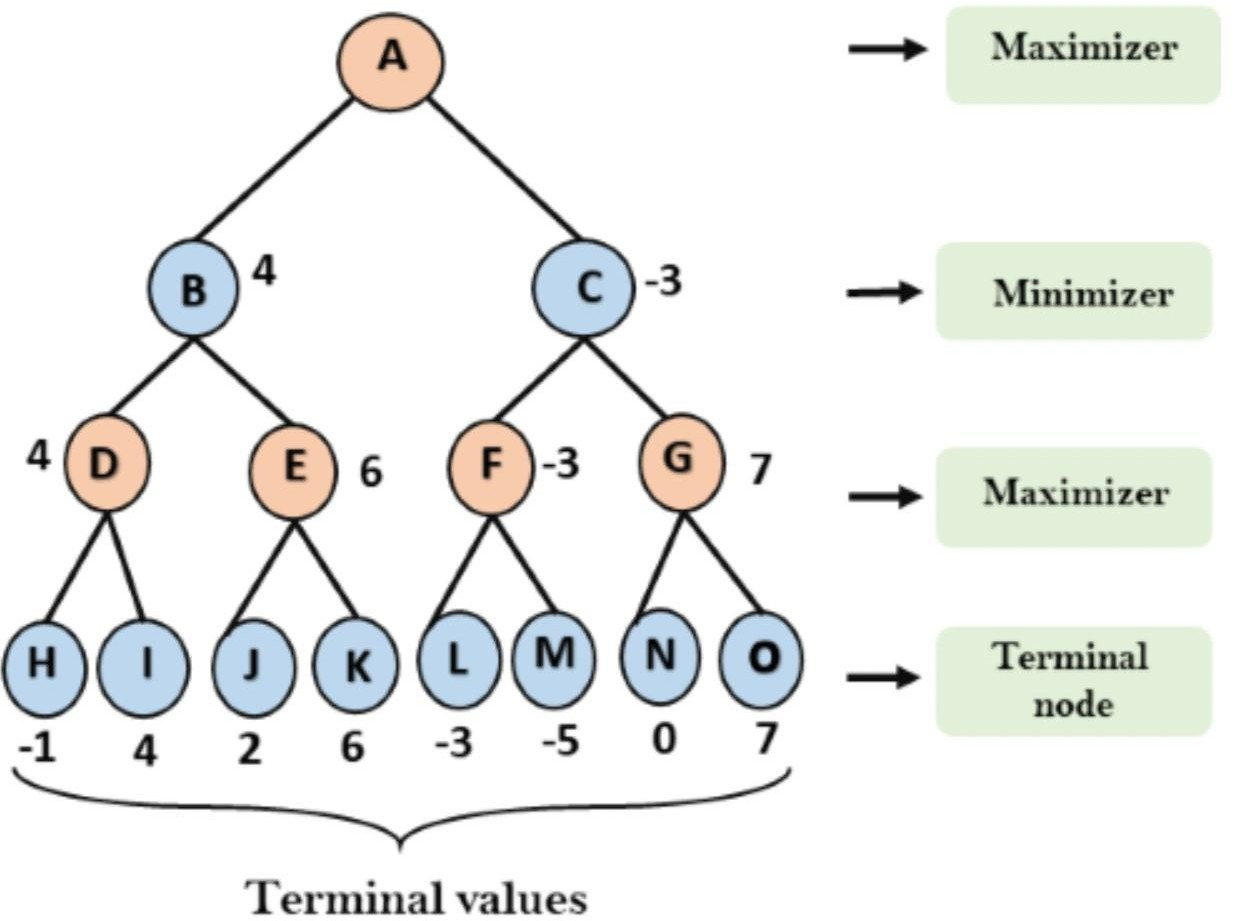 A
Maximizer
B 4
C -3
Minimizer
4 D
E 6
F -3
G 7
Maximizer
H I J K L M N O
Terminal
node
-1 4 2 6 -3 -5 0 7
Terminal values